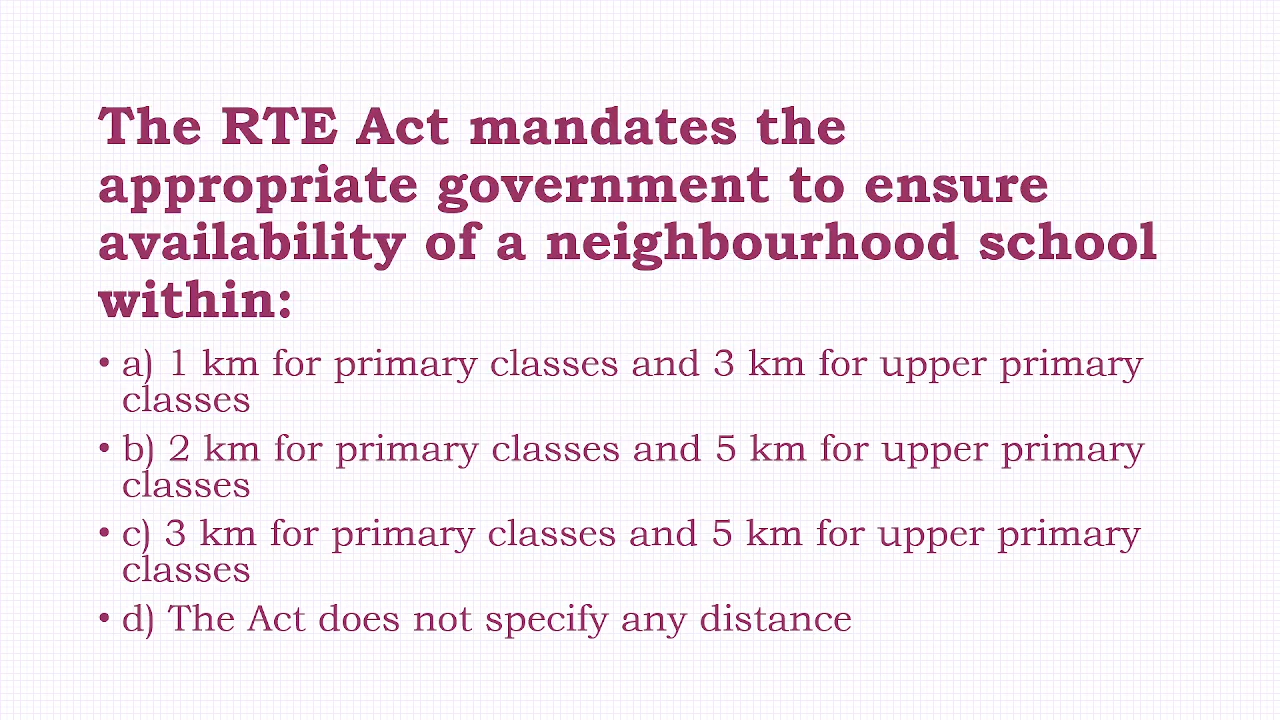 The RTE Act mandates the
appropriate government to ensure
availability of a neighbourhood school
within:
• a) 1 km for primary classes and 3 km for upper primary
classes
• b) 2 km for primary classes and 5 km for upper primary
classes
• c) 3 km for primary classes and 5 km for upper primary
classes
• d) The Act does not specify any distance